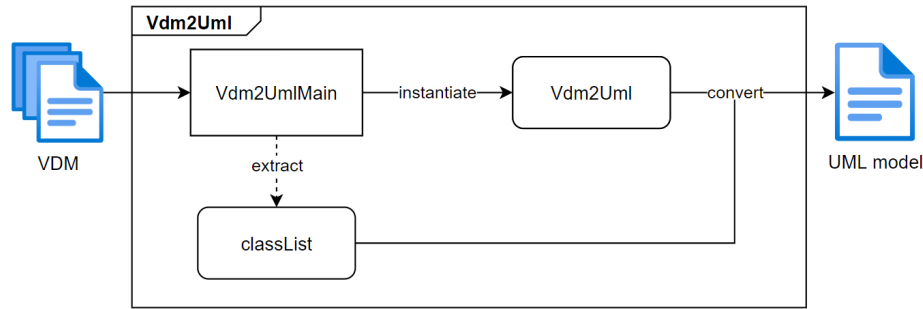 Vdm2Uml
Vdm2UmlMain
instantiate
Vdm2Uml
convert
VDM
UML model
extract
classList